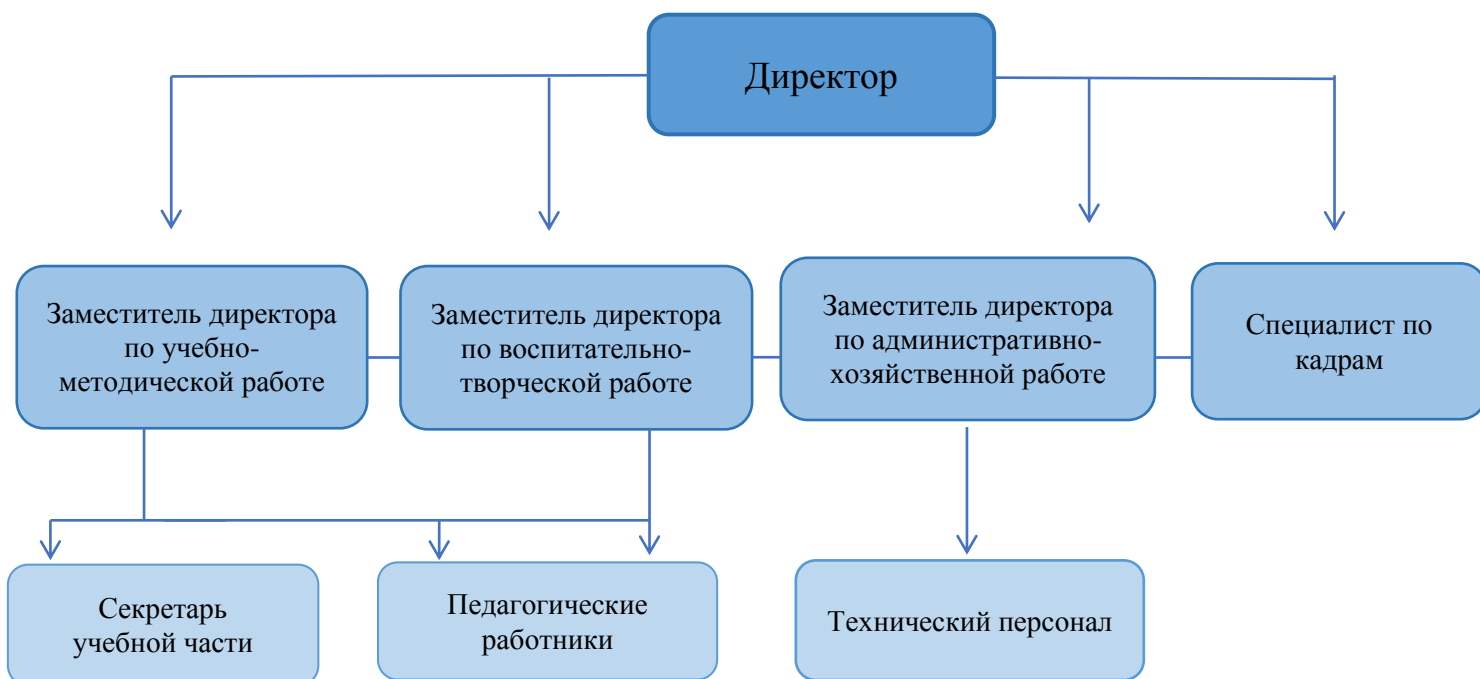 Директор
Заместитель директора
по учебно-
методической работе
Заместитель директора
по воспитательно-
творческой работе
Заместитель директора
по административно-
хозяйственной работе
Специалист по
кадрам
Секретарь
учебной части
Педагогические
работники
Технический персонал